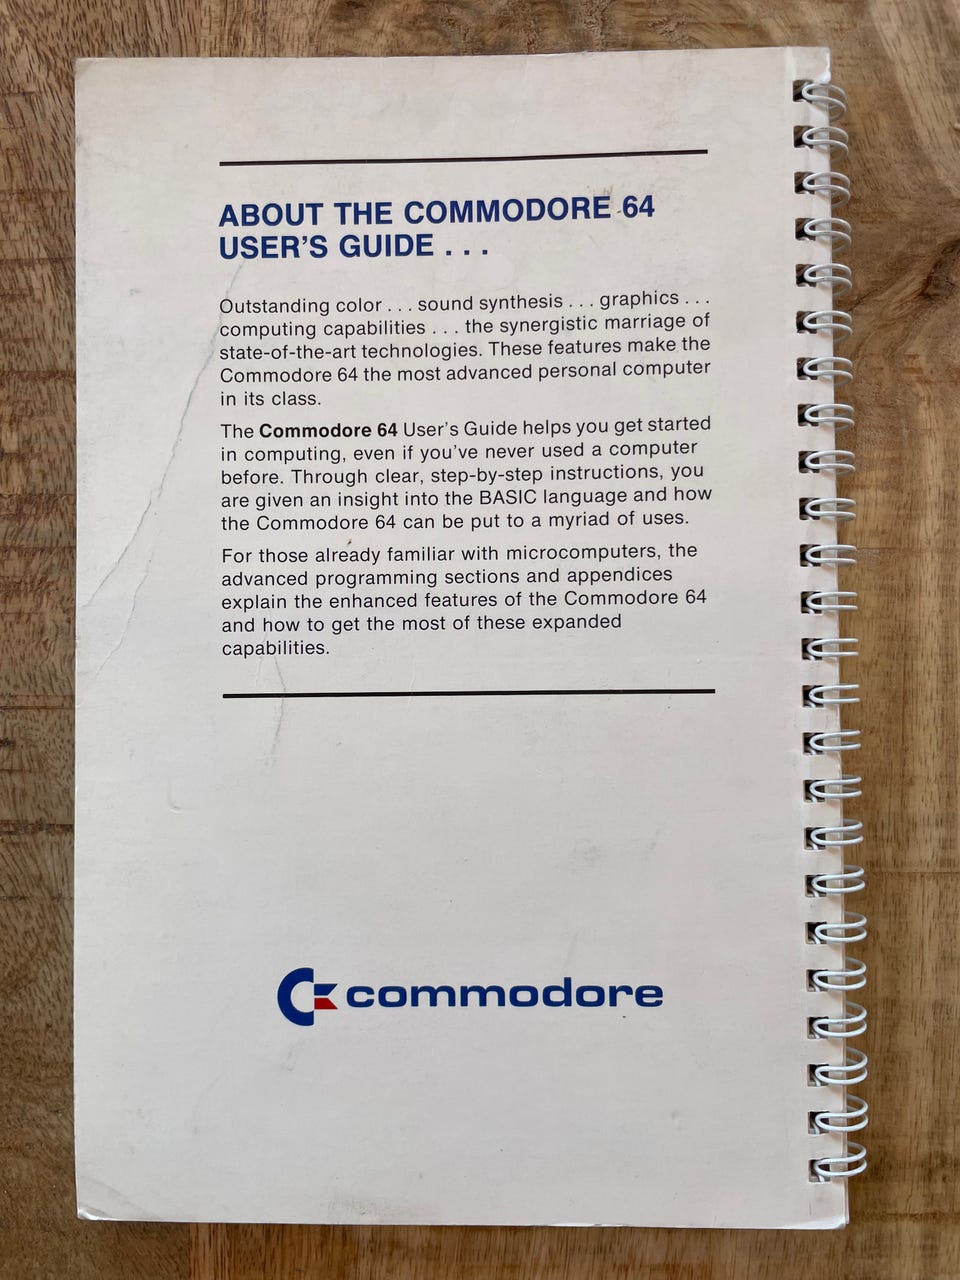 ABOUT THE COMMODORE 64
USER'S GUIDE . . .
Outstanding color . . . sound synthesis . . . graphics . . .
computing capabilities . . . the synergistic marriage of
state-of-the-art technologies. These features make the
Commodore 64 the most advanced personal computer
in its class.
The Commodore 64 User's Guide helps you get started
in computing, even if you've never used a computer
before. Through clear, step-by-step instructions, you
are given an insight into the BASIC language and how
the Commodore 64 can be put to a myriad of uses.
For those already familiar with microcomputers, the
advanced programming sections and appendices
explain the enhanced features of the Commodore 64
and how to get the most of these expanded
capabilities.
commodore